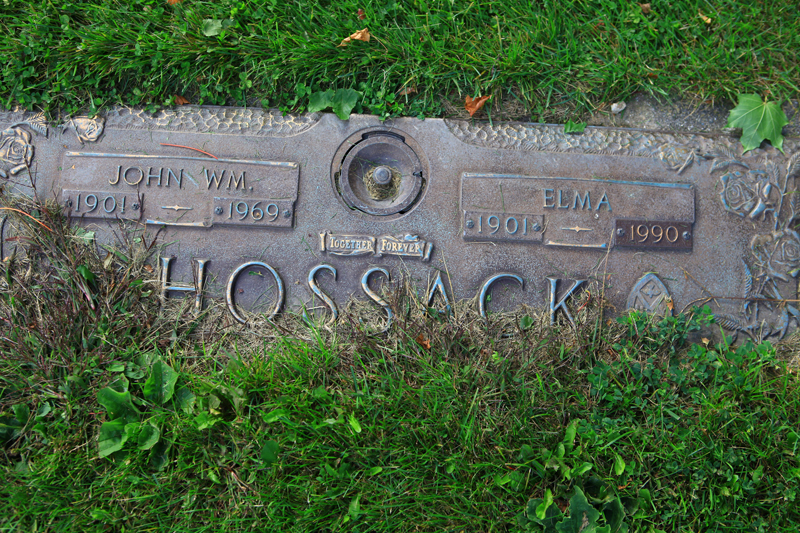 JOHN WM.
1901 1969
ELMA
1901 1990
TOGETHER FOREVER
HOSSACK